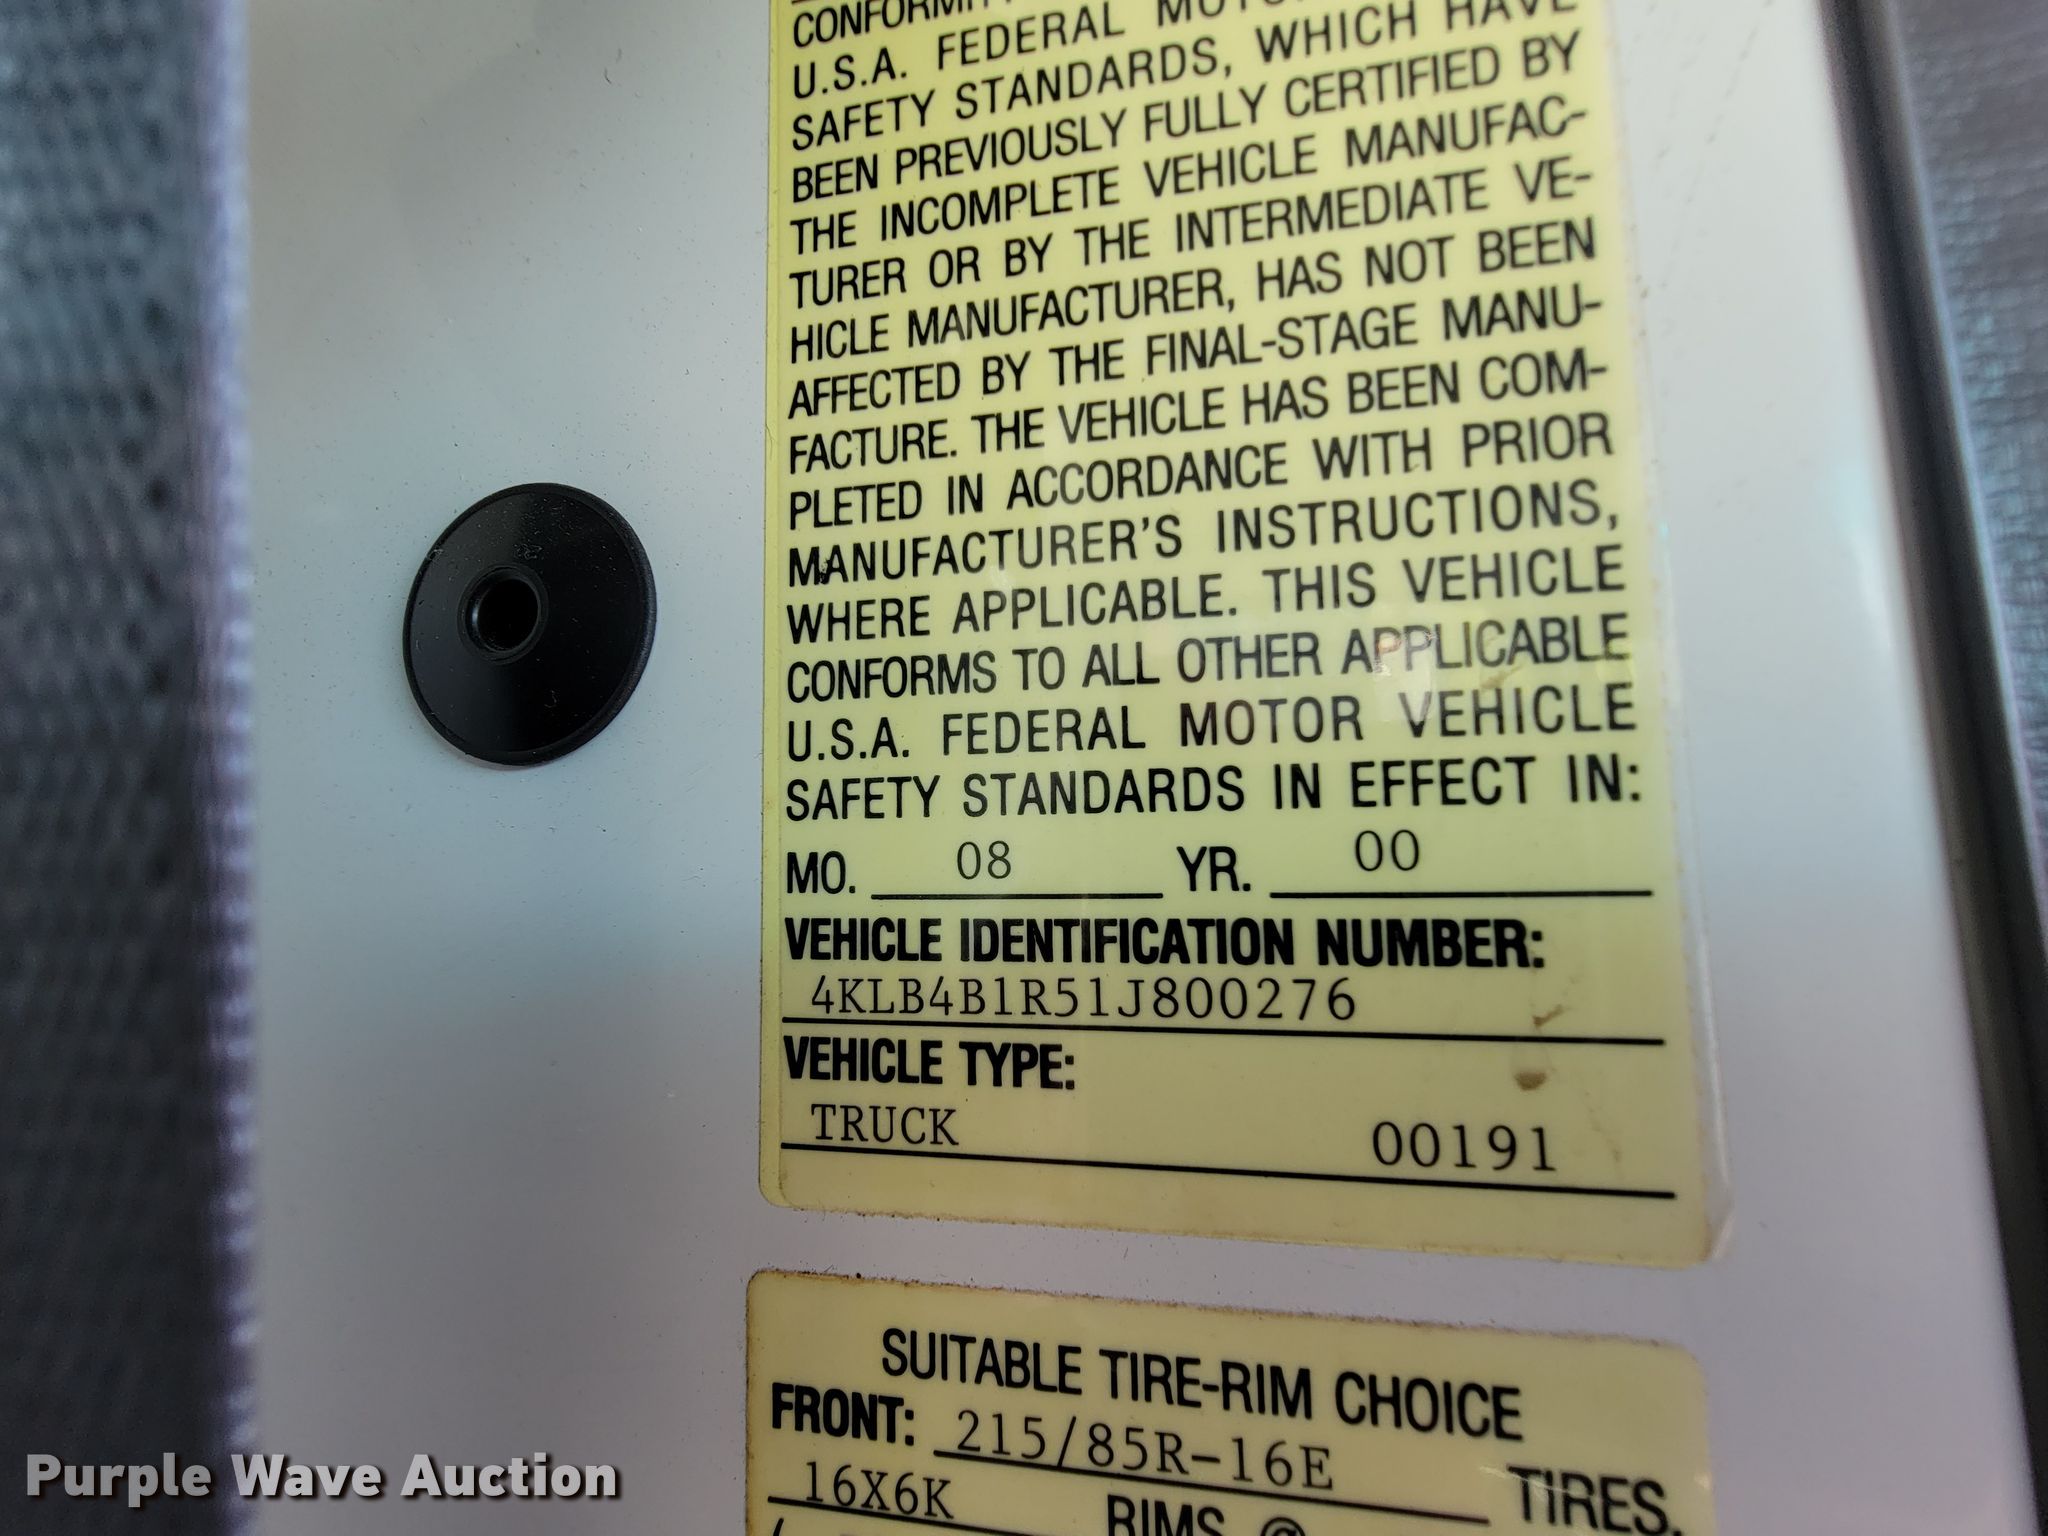 U.S.A. FEDERAL
SAFETY STANDARDS, WHICH HAVE
BEEN PREVIOUSLY FULLY CERTIFIED BY
THE INCOMPLETE VEHICLE MANUFAC-
TURER OR BY THE INTERMEDIATE VE-
HICLE MANUFACTURER, HAS NOT BEEN
AFFECTED BY THE FINAL-STAGE MANU-
FACTURE. THE VEHICLE HAS BEEN COM-
PLETED IN ACCORDANCE WITH PRIOR
MANUFACTURER'S INSTRUCTIONS,
WHERE APPLICABLE. THIS VEHICLE
CONFORMS TO ALL OTHER APPLICABLE
U.S.A. FEDERAL MOTOR VEHICLE
SAFETY STANDARDS IN EFFECT IN:
MO. 08 YR. 00
VEHICLE IDENTIFICATION NUMBER:
4KLB4B1R51J800276
VEHICLE TYPE:
TRUCK 00191
SUITABLE TIRE-RIM CHOICE
FRONT: 215/85R-16E TIRES.
16X6K RIMS @
Purple Wave Auction